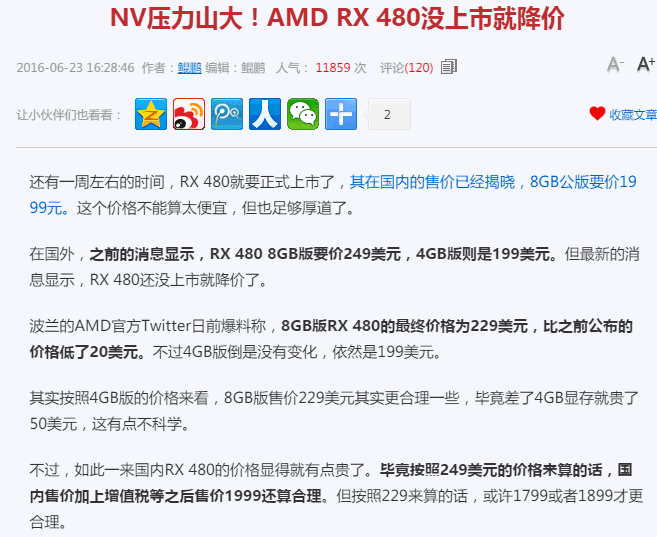 NV压力山大！AMD RX 480没上市就降价
2016-06-23 16:28:46 作者：鲲鹏 编辑：鲲鹏 人气： 11859 次 评论(120)
A- A+
让小伙伴们也看看： 2 收藏文章
还有一周左右的时间，RX 480就要正式上市了，其在国内的售价已经揭晓，8GB公版要价19
99元。这个价格不能算太便宜，但也足够厚道了。
在国外，之前的消息显示，RX 480 8GB版要价249美元，4GB版则是199美元。但最新的消
息显示，RX 480还没上市就降价了。
波兰的AMD官方Twitter日前爆料称，8GB版RX 480的最终价格为229美元，比之前公布的
价格低了20美元。不过4GB版倒是没有变化，依然是199美元。
其实按照4GB版的价格来看，8GB版售价229美元其实更合理一些，毕竟差了4GB显存就贵了
50美元，这有点不科学。
不过，如此一来国内RX 480的价格显得就有点贵了。毕竟按照249美元的价格来算的话，国
内售价加上增值税等之后售价1999还算合理。但按照229来算的话，或许1799或者1899才更
合理。